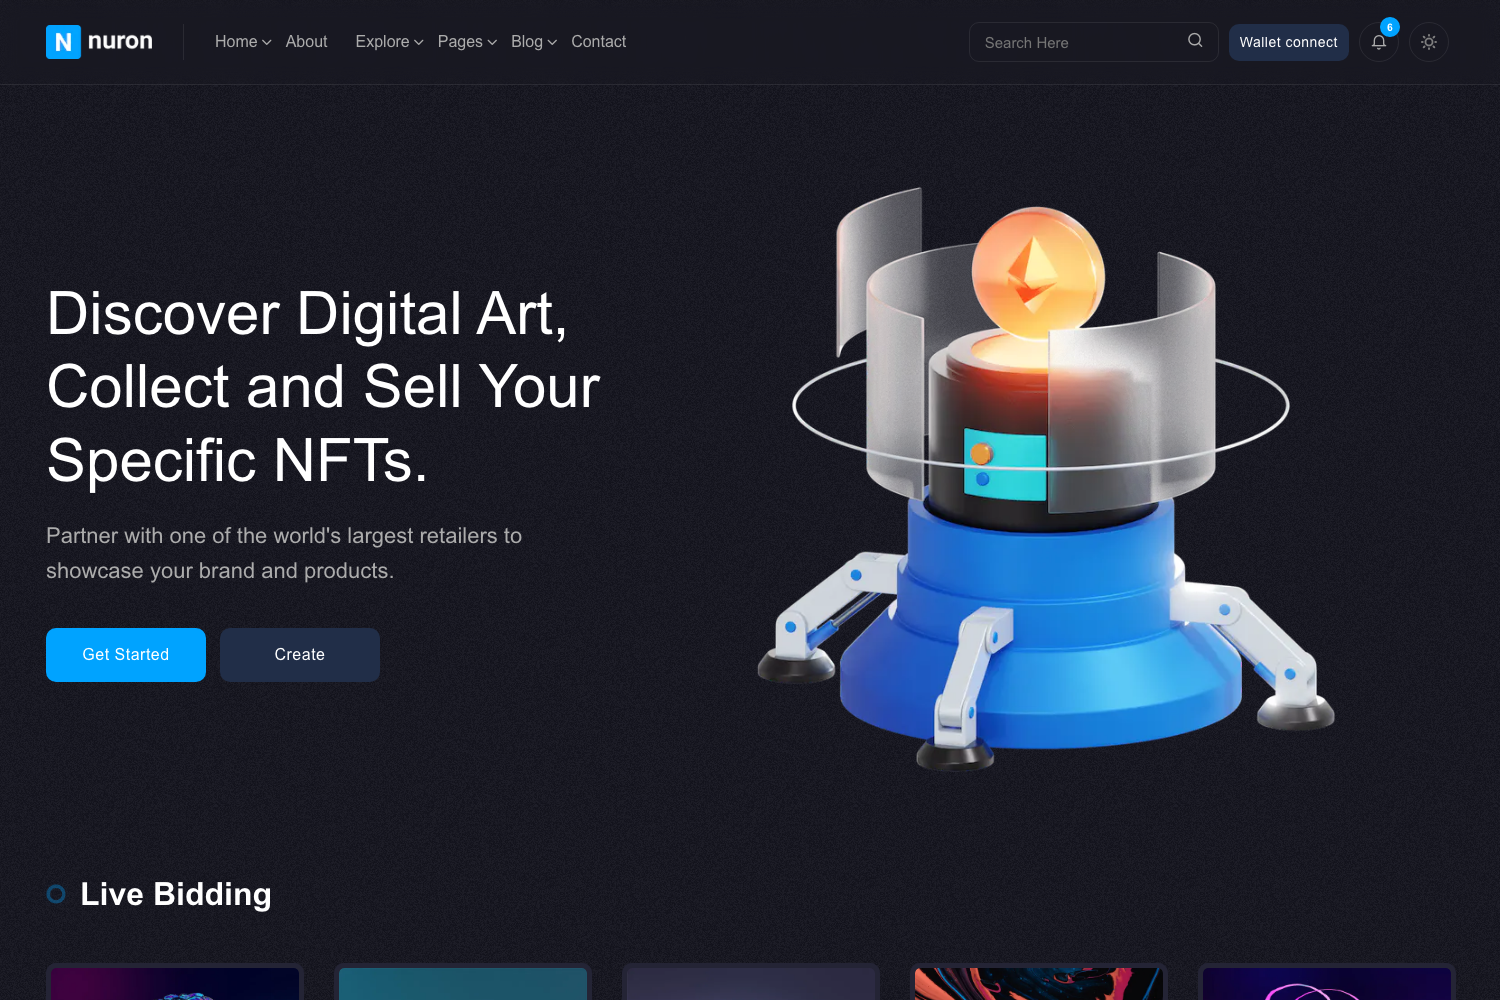 N nuron
Home About Explore Pages Blog Contact
Search Here
Wallet connect
6
Discover Digital Art,
Collect and Sell Your
Specific NFTs.
Partner with one of the world's largest retailers to
showcase your brand and products.
Get Started
Create
Live Bidding